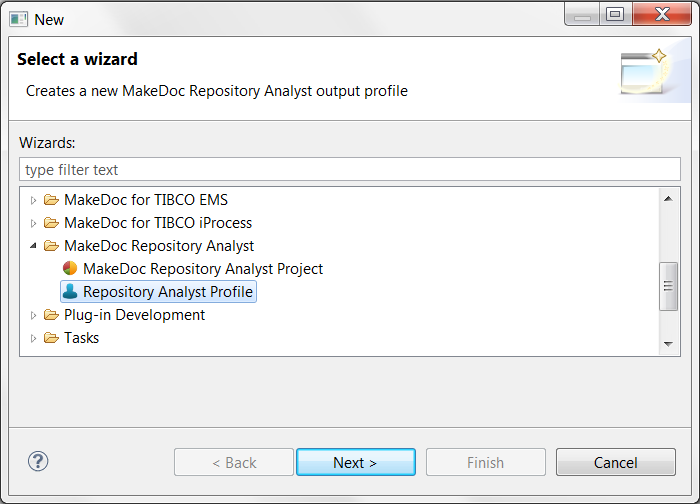 New
Select a wizard
Creates a new MakeDoc Repository Analyst output profile
Wizards:
type filter text
MakeDoc for TIBCO EMS
MakeDoc for TIBCO iProcess
MakeDoc Repository Analyst
MakeDoc Repository Analyst Project
Repository Analyst Profile
Plug-in Development
Tasks
? < Back Next > Finish Cancel